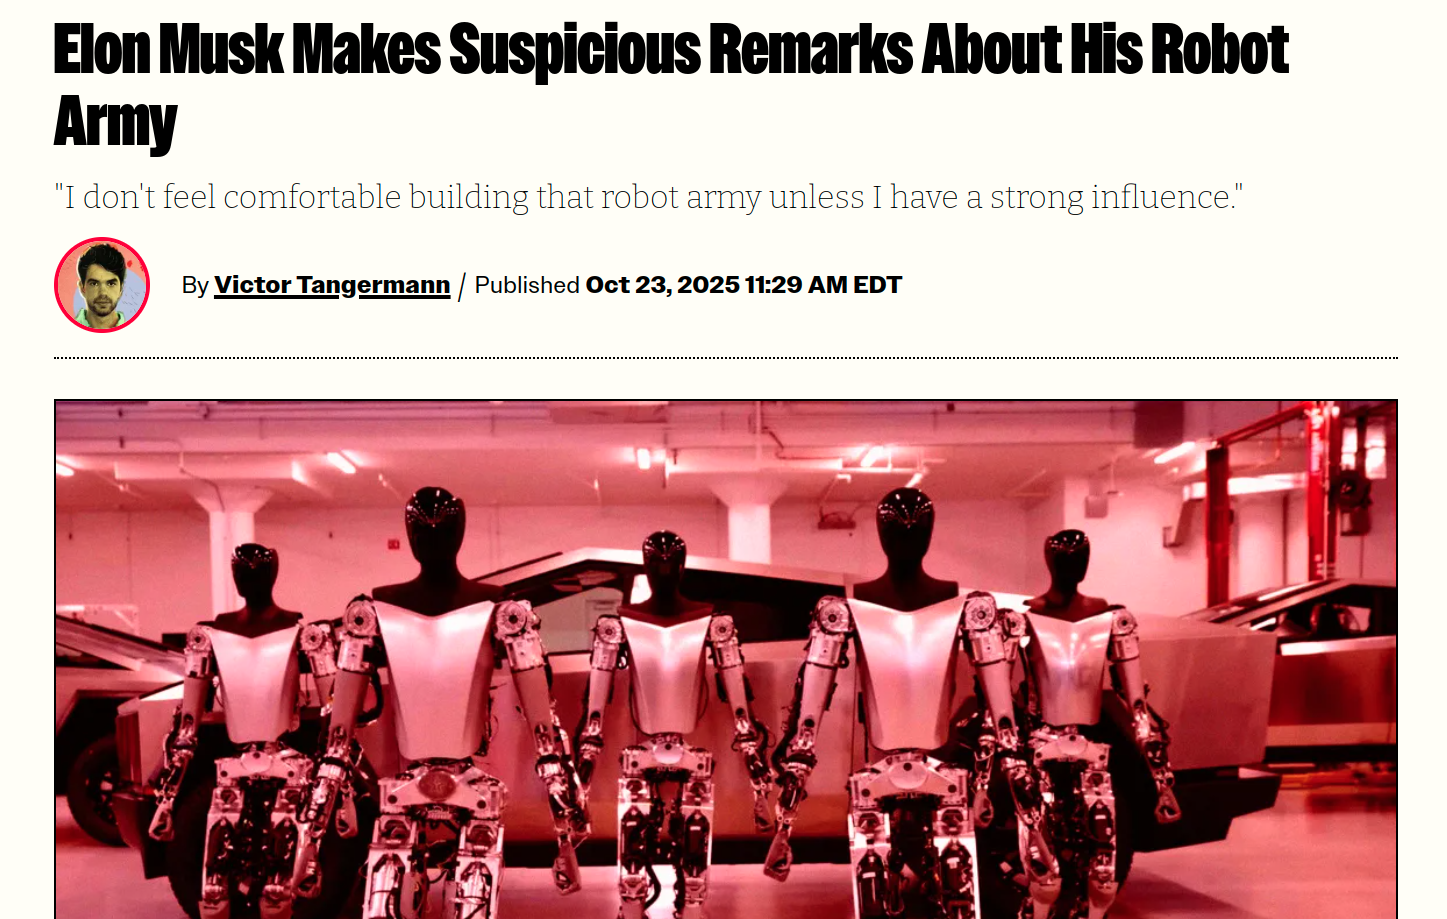 Elon Musk Makes Suspicious Remarks About His Robot
Army
"I don't feel comfortable building that robot army unless I have a strong influence."
By Victor Tangermann / Published Oct 23, 2025 11:29 AM EDT